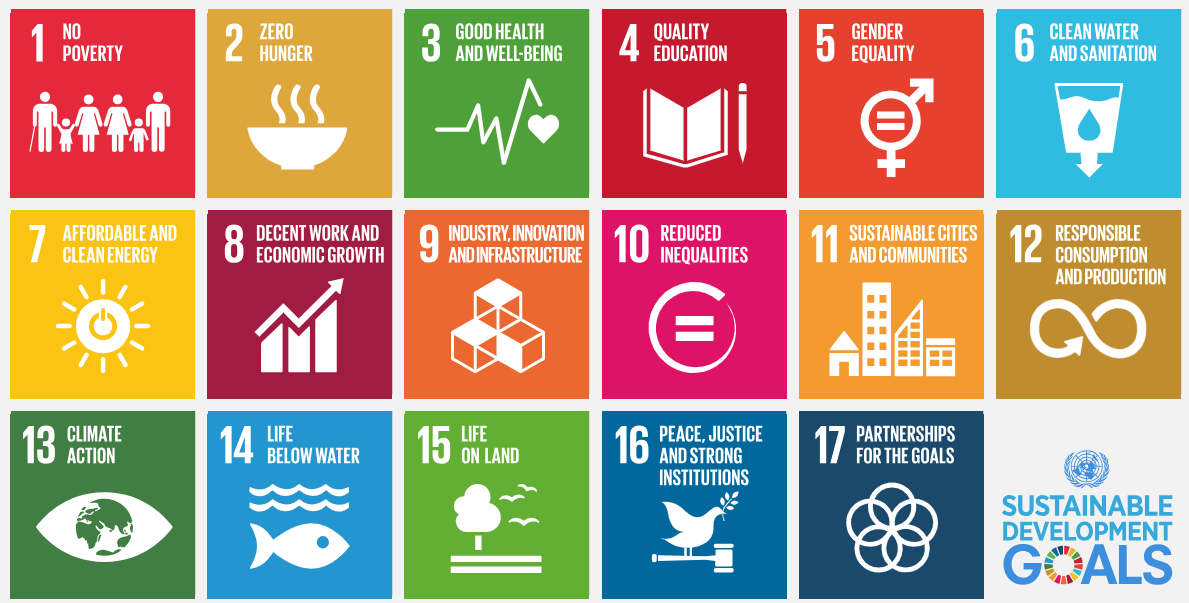 1 NO
POVERTY
2 ZERO
HUNGER
3 GOOD HEALTH
AND WELL-BEING
4 QUALITY
EDUCATION
5 GENDER
EQUALITY
6 CLEAN WATER
AND SANITATION
7 AFFORDABLE AND
CLEAN ENERGY
8 DECENT WORK AND
ECONOMIC GROWTH
9 INDUSTRY, INNOVATION
AND INFRASTRUCTURE
10 REDUCED
INEQUALITIES
11 SUSTAINABLE CITIES
AND COMMUNITIES
12 RESPONSIBLE
CONSUMPTION
AND PRODUCTION
13 CLIMATE
ACTION
14 LIFE
BELOW WATER
15 LIFE
ON LAND
16 PEACE, JUSTICE
AND STRONG
INSTITUTIONS
17 PARTNERSHIPS
FOR THE GOALS
SUSTAINABLE
DEVELOPMENT
GOALS